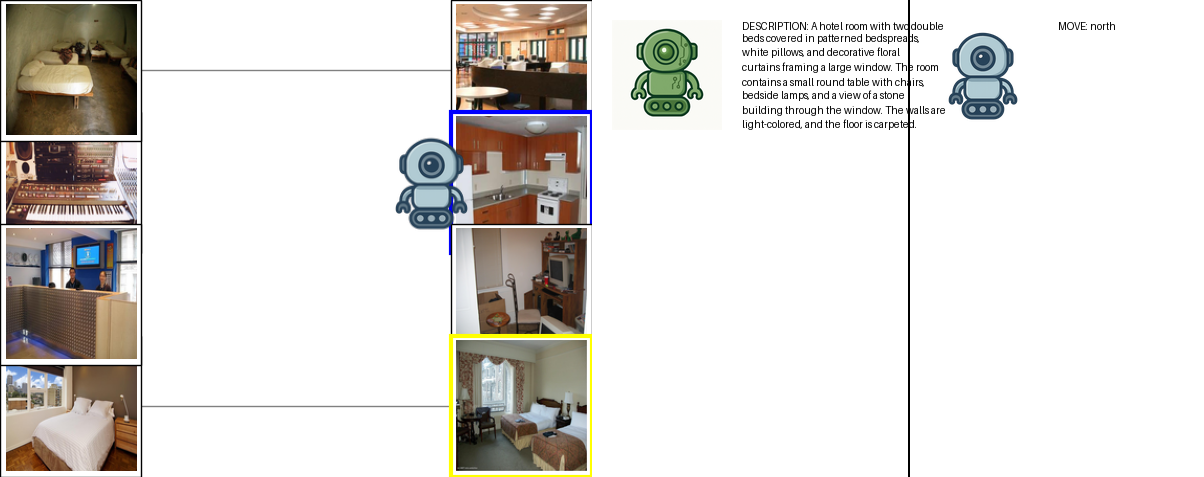 DESCRIPTION: A hotel room with two double
beds covered in patterned bedspreads,
white pillows, and decorative floral
curtains framing a large window. The room
contains a small round table with chairs,
bedside lamps, and a view of a stone
building through the window. The walls are
light-colored, and the floor is carpeted.
MOVE: north